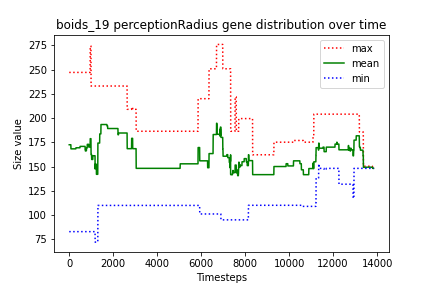 boids_19 perceptionRadius gene distribution over time
max
mean
min
Size value
275
250
225
200
175
150
125
100
75
0
2000
4000
6000
8000
10000
12000
14000
Timesteps